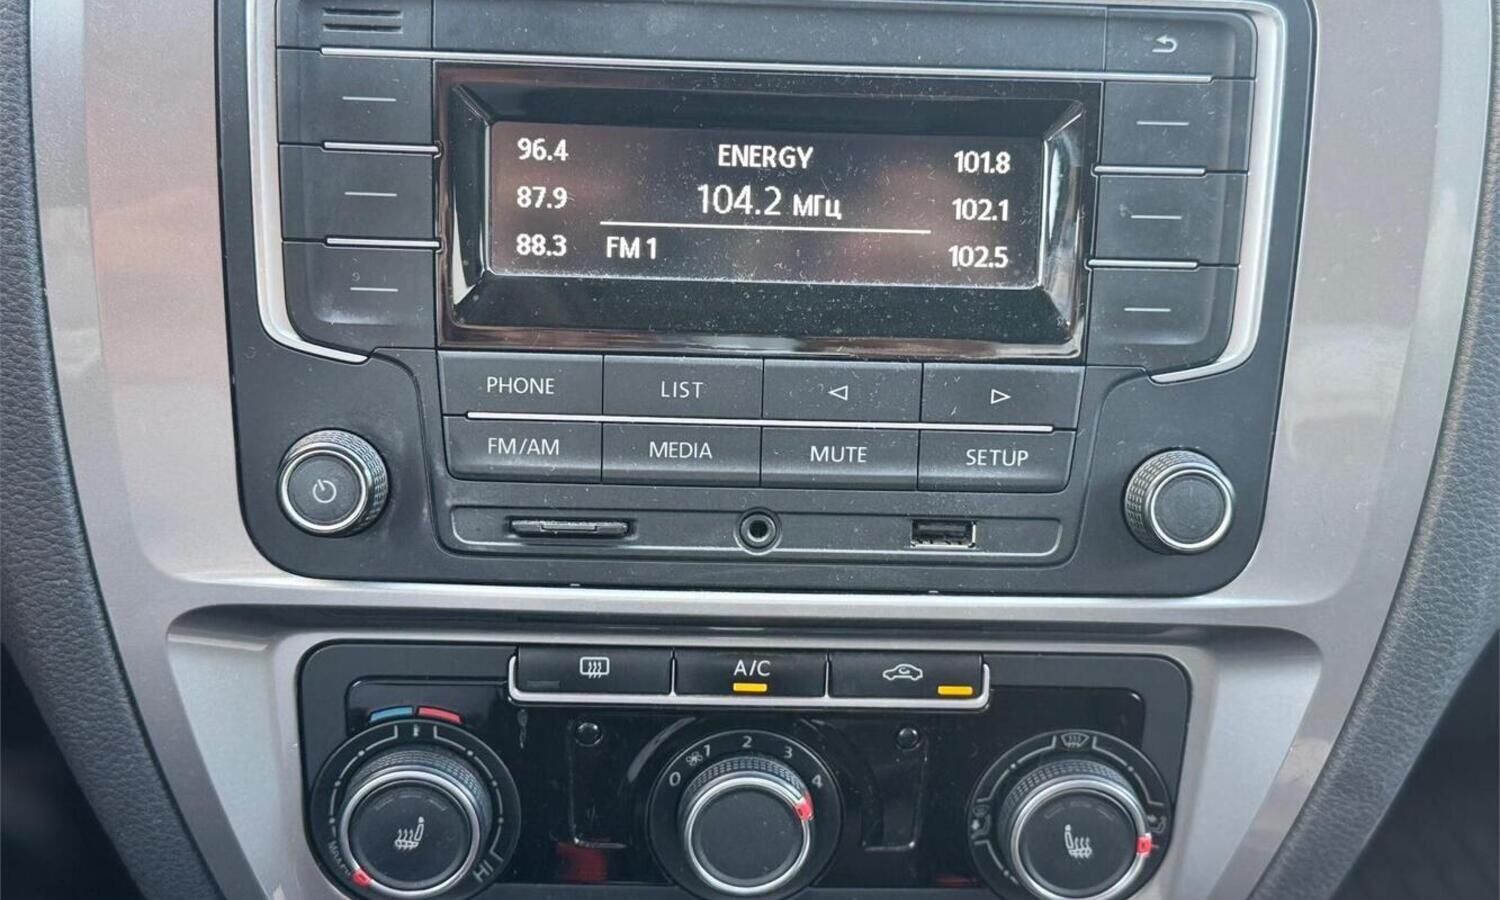 96.4 ENERGY 101.8
87.9 104.2 МГц 102.1
88.3 FM 1 102.5
PHONE LIST
FM/AM MEDIA MUTE SETUP
A/C
0 1 2 3 4
HI